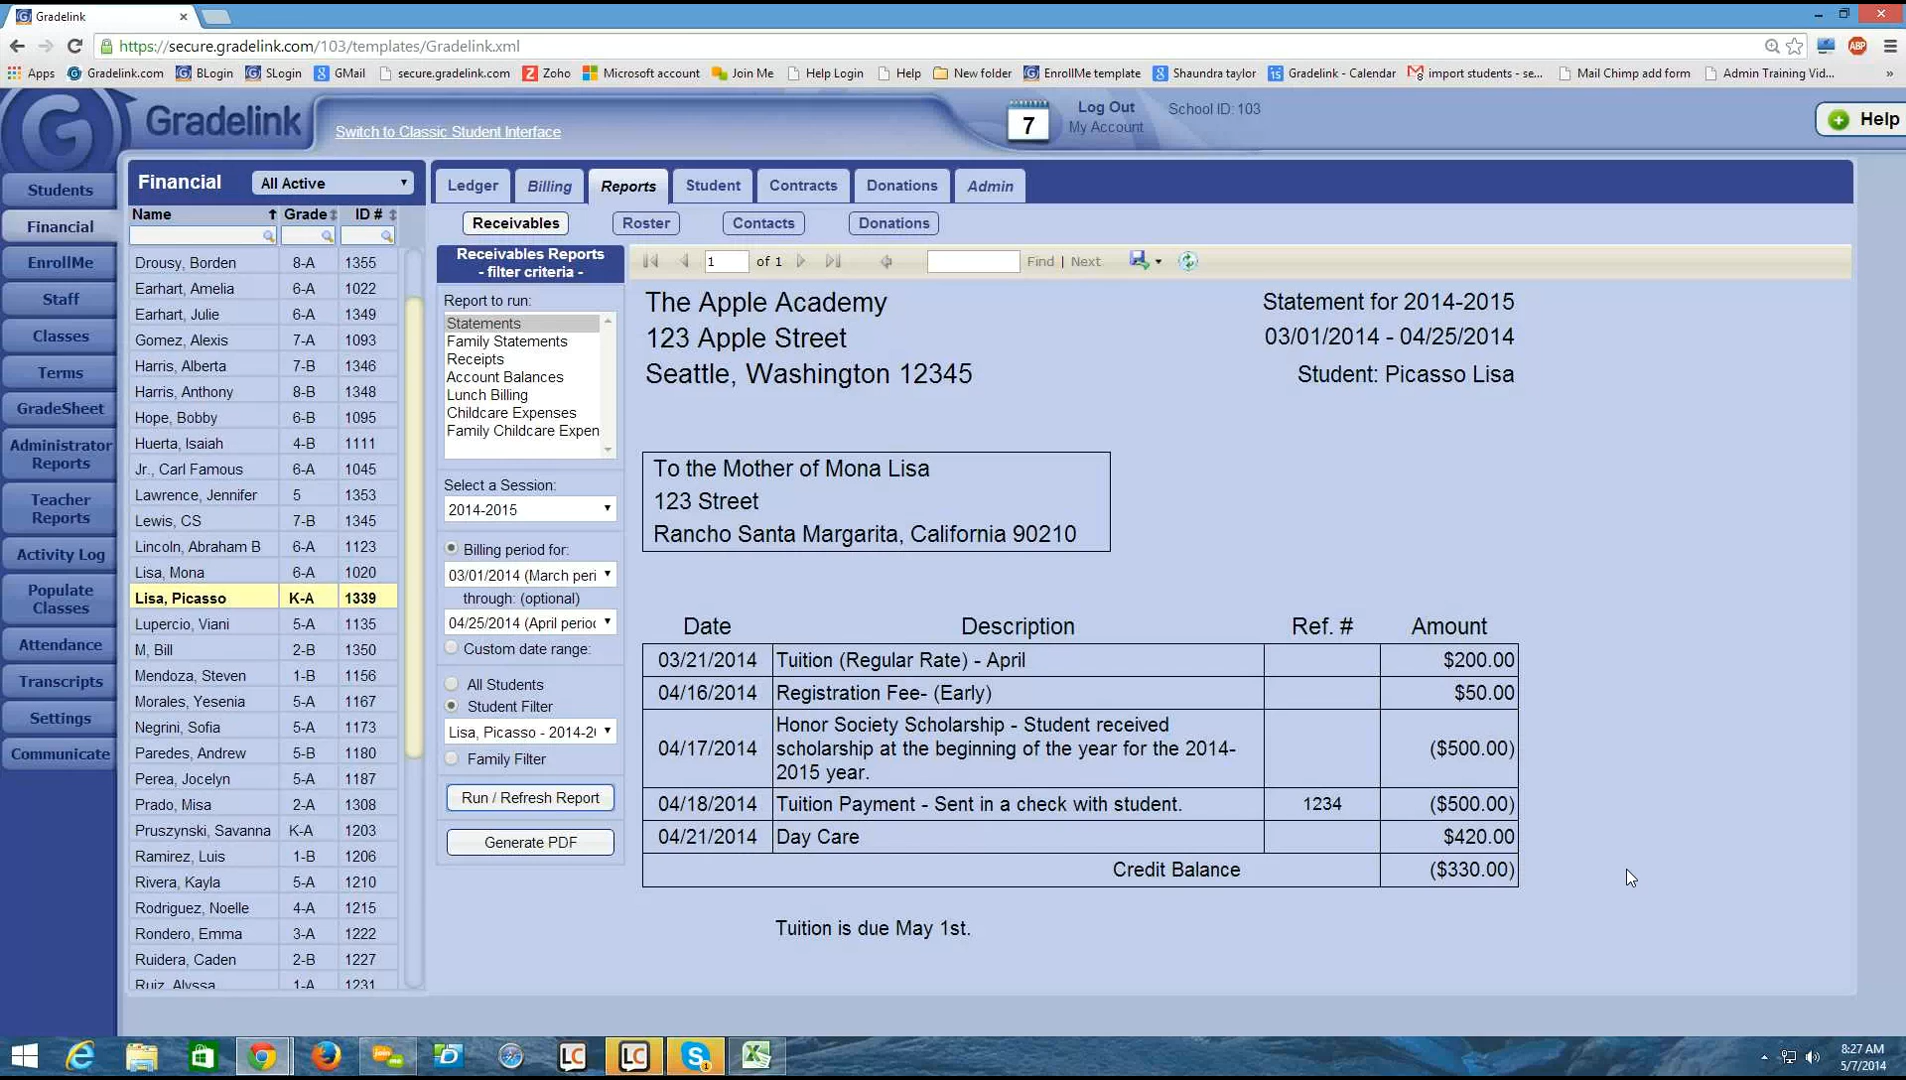 Gradelink
https://secure.gradelink.com/103/templates/Gradelink.xml
ABP
Apps
Gradelink.com
BLogin
SLogin
GMail
secure.gradelink.com
Zoho
Microsoft account
Join Me
Help Login
Help
New folder
EnrollMe template
Shaundra taylor
Gradelink - Calendar
import students - se...
Mail Chimp add form
Admin Training Vid...
»
Gradelink
Switch to Classic Student Interface
7
Log Out
My Account
School ID: 103
Help
Students
Financial
EnrollMe
Staff
Classes
Terms
GradeSheet
Administrator
Reports
Teacher
Reports
Activity Log
Populate
Classes
Attendance
Transcripts
Settings
Communicate
Financial
All Active
Name Grade ID #
Drousy, Borden 8-A 1355
Earhart, Amelia 6-A 1022
Earhart, Julie 6-A 1349
Gomez, Alexis 7-A 1093
Harris, Alberta 7-B 1346
Harris, Anthony 8-B 1348
Hope, Bobby 6-B 1095
Huerta, Isaiah 4-B 1111
Jr., Carl Famous 6-A 1045
Lawrence, Jennifer 5 1353
Lewis, CS 7-B 1345
Lincoln, Abraham B 6-A 1123
Lisa, Mona 6-A 1020
Lisa, Picasso K-A 1339
Lupercio, Viani 5-A 1135
M, Bill 2-B 1350
Mendoza, Steven 1-B 1156
Morales, Yesenia 5-A 1167
Negrini, Sofia 5-A 1173
Paredes, Andrew 5-B 1180
Perea, Jocelyn 5-A 1187
Prado, Misa 2-A 1308
Pruszynski, Savanna K-A 1203
Ramirez, Luis 1-B 1206
Rivera, Kayla 5-A 1210
Rodriguez, Noelle 4-A 1215
Rondero, Emma 3-A 1222
Ruidera, Caden 2-B 1227
Ruiz, Alyssa 1-A 1231
Ledger
Billing
Reports
Student
Contracts
Donations
Admin
Receivables
Roster
Contacts
Donations
Receivables Reports
- filter criteria -
Report to run:
Statements
Family Statements
Receipts
Account Balances
Lunch Billing
Childcare Expenses
Family Childcare Expen
Select a Session:
2014-2015
Billing period for:
03/01/2014 (March peri
through: (optional)
04/25/2014 (April perioc
Custom date range:
All Students
Student Filter
Lisa, Picasso - 2014-2
Family Filter
Run / Refresh Report
Generate PDF
1 of 1
Find | Next
The Apple Academy
123 Apple Street
Seattle, Washington 12345
Statement for 2014-2015
03/01/2014 - 04/25/2014
Student: Picasso Lisa
To the Mother of Mona Lisa
123 Street
Rancho Santa Margarita, California 90210
Date Description Ref. # Amount
03/21/2014 Tuition (Regular Rate) - April $200.00
04/16/2014 Registration Fee- (Early) $50.00
Honor Society Scholarship - Student received
04/17/2014 scholarship at the beginning of the year for the 2014- ($500.00)
2015 year.
04/18/2014 Tuition Payment - Sent in a check with student. 1234 ($500.00)
04/21/2014 Day Care $420.00
Credit Balance ($330.00)
Tuition is due May 1st.
8:27 AM
5/7/2014